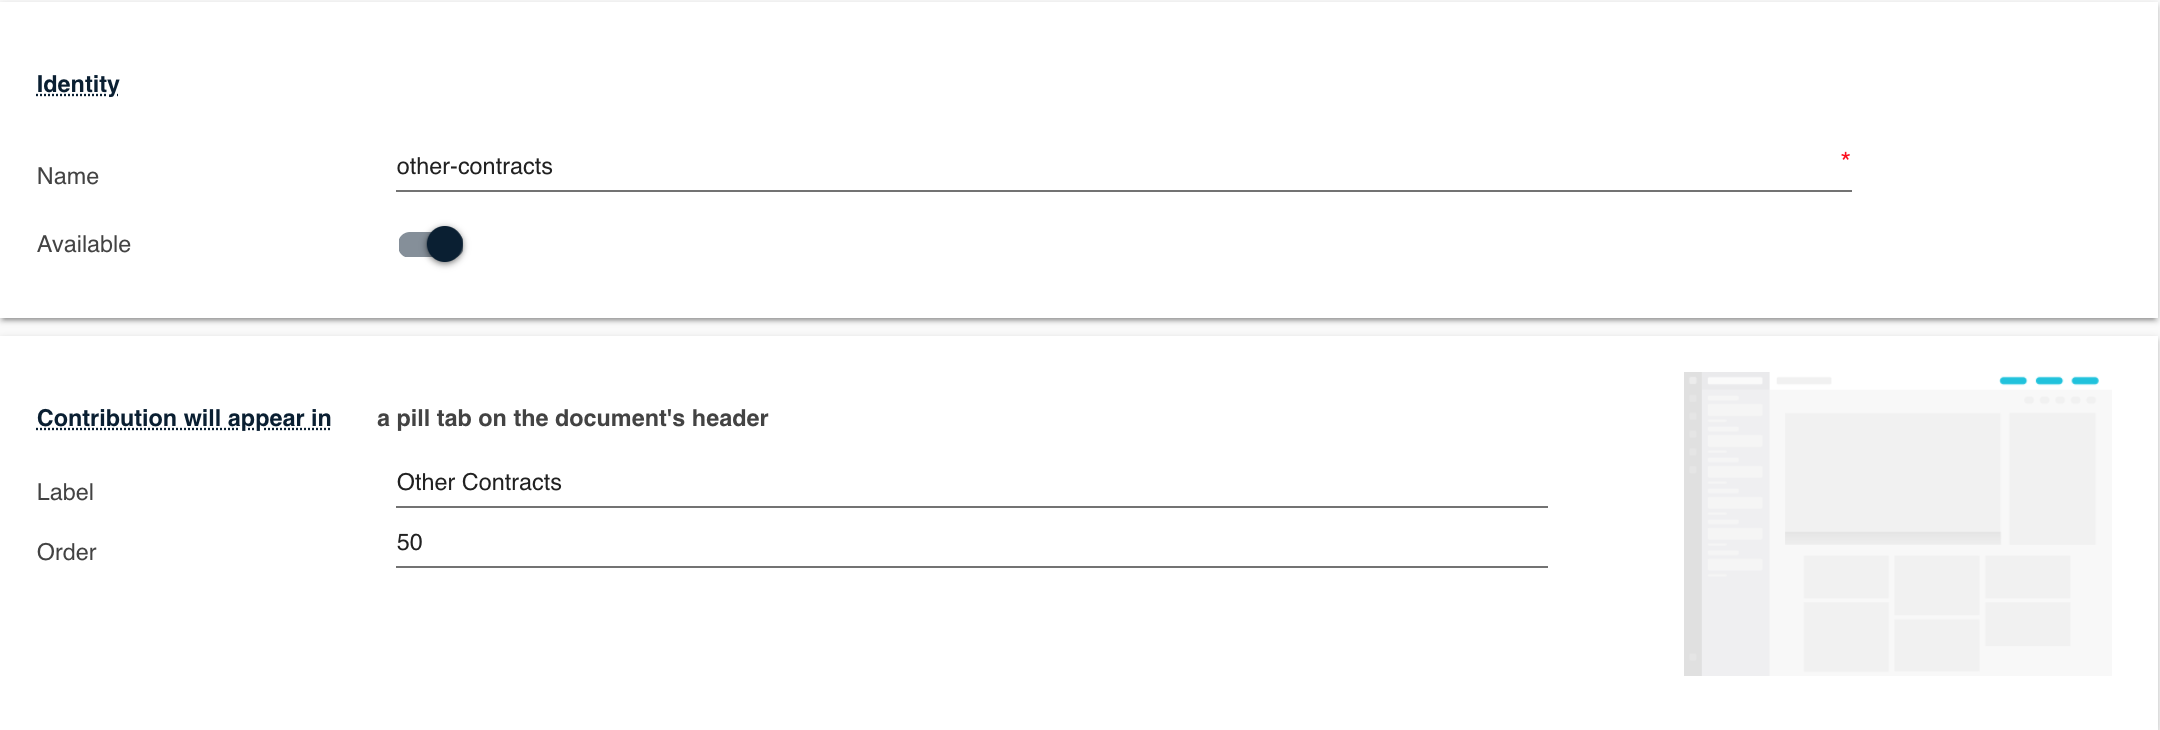 Identity
Name other-contracts *
Available
Contribution will appear in a pill tab on the document's header
Label Other Contracts
Order 50